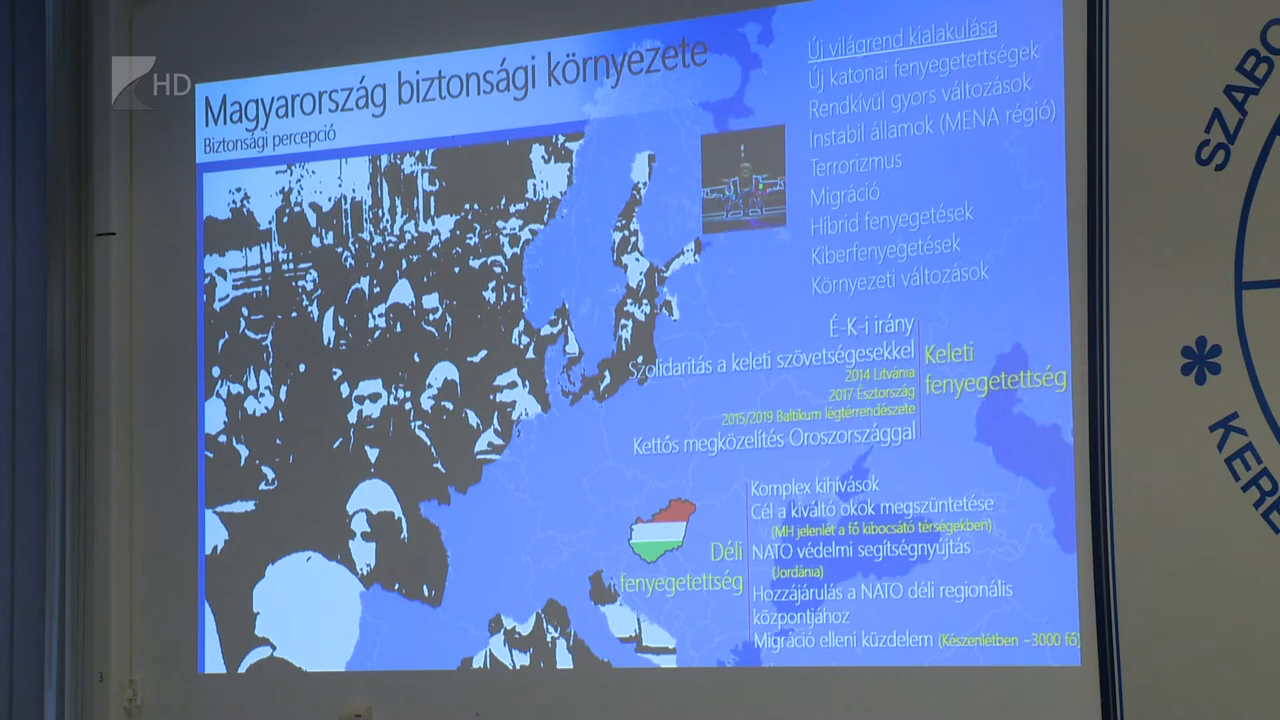 HD
Magyarország biztonsági környezete
Biztonsági percepció
Új világrend kialakulása
Új katonai fenyegetettségek
Rendkívül gyors változások
Instabil államok (MENA régió)
Terrorizmus
Migráció
Hibrid fenyegetések
Kiberfenyegetések
Környezeti változások
É-K-i irány
Szolidaritás a keleti szövetségesekkel
2014 Litvánia
2017 Észtország
2015/2019 Baltikum légtérrendészete
Kettős megközelítés Oroszországgal
Keleti
fenyegetettség
Déli
fenyegetettség
Komplex kihívások
Cél a kiváltó okok megszüntetése
(MH jelenlét a fő kibocsátó térségekben)
NATO védelmi segítségnyújtás
(Jordánia)
Hozzájárulás a NATO déli regionális
központjához
Migráció elleni küzdelem (Készenlétben ~3000 fő)
SZABO
* KERE
3